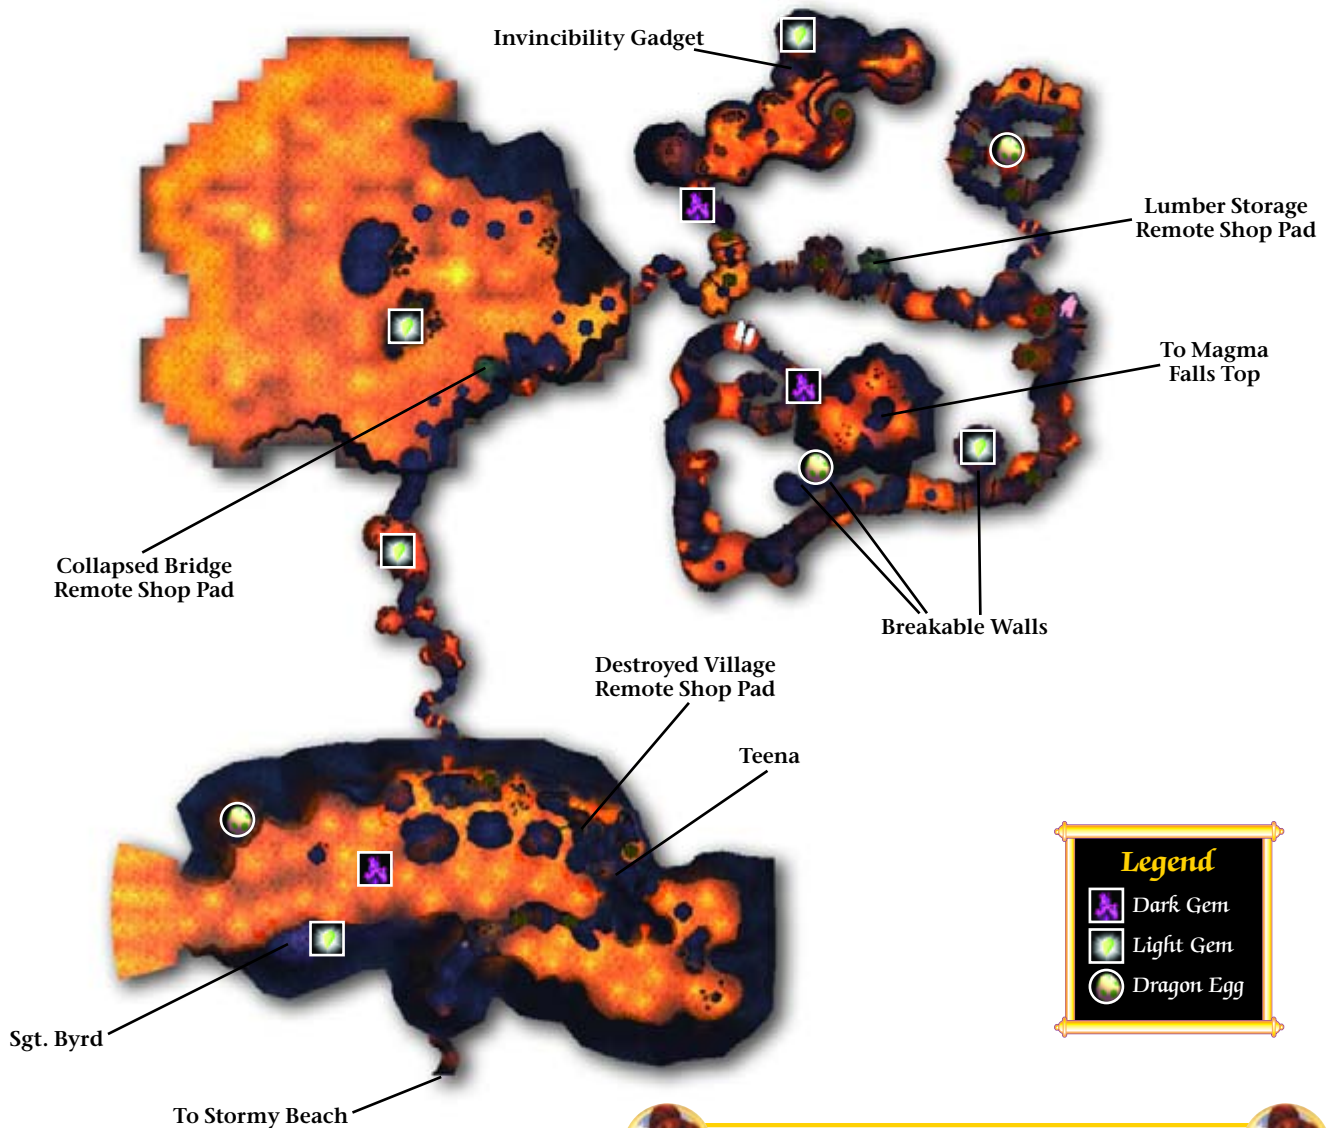 Invincibility Gadget
Lumber Storage
Remote Shop Pad
To Magma
Falls Top
Collapsed Bridge
Remote Shop Pad
Breakable Walls
Destroyed Village
Remote Shop Pad
Teena
Legend
Dark Gem
Light Gem
Dragon Egg
Sgt. Byrd
To Stormy Beach